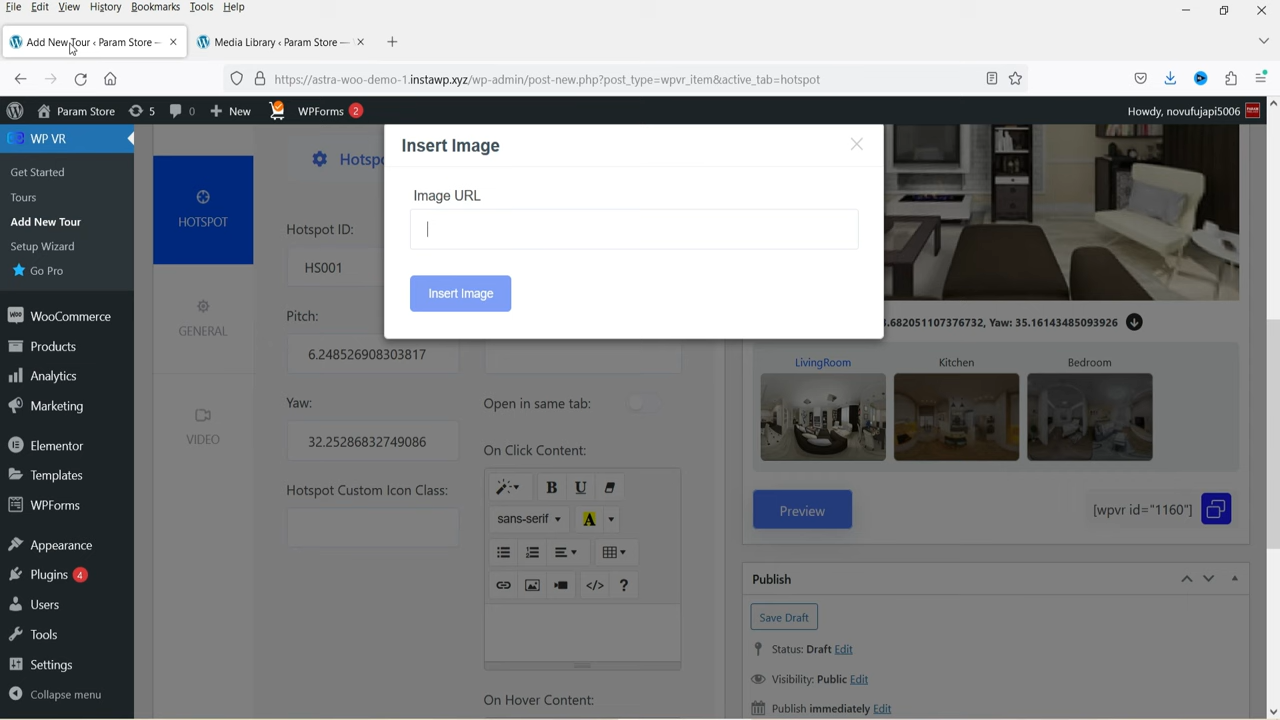 File Edit View History Bookmarks Tools Help
Add New Tour ‹ Param Store —
Media Library ‹ Param Store —
https://astra-woo-demo-1.instawp.xyz/wp-admin/post-new.php?post_type=wpvr_item&active_tab=hotspot
Param Store 5 0 New WPForms 2
Howdy, novufujapi5006
WP VR
Get Started
Tours
Add New Tour
Setup Wizard
Go Pro
WooCommerce
Products
Analytics
Marketing
Elementor
Templates
WPForms
Appearance
Plugins 4
Users
Tools
Settings
Collapse menu
HOTSPOT
GENERAL
VIDEO
Insert Image
Image URL
Insert Image
Hotspot ID:
HS001
Pitch:
6.248526908303817
Yaw:
32.25286832749086
Hotspot Custom Icon Class:
Open in same tab:
On Click Content:
B U
sans-serif A
</> ?
On Hover Content:
.682051107376732, Yaw: 35.16143485093926
LivingRoom Kitchen Bedroom
Preview
[wpvr id="1160"]
Publish
Save Draft
Status: Draft Edit
Visibility: Public Edit
Publish immediately Edit